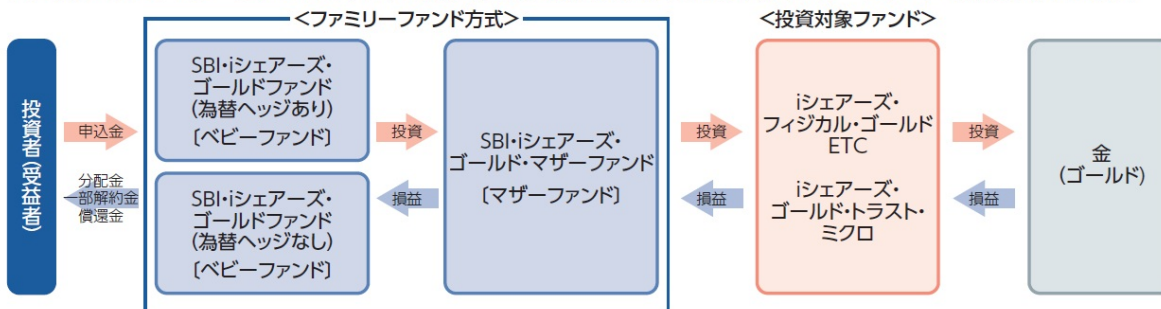 <ファミリーファンド方式>
<投資対象ファンド>
投資者(受益者)
申込金
分配金
一部解約金
償還金
SBI・iシェアーズ・
ゴールドファンド
(為替ヘッジあり)
〔ベビーファンド〕
SBI・iシェアーズ・
ゴールドファンド
(為替ヘッジなし)
〔ベビーファンド〕
投資
損益
SBI・iシェアーズ・
ゴールド・マザーファンド
〔マザーファンド〕
投資
損益
iシェアーズ・
フィジカル・ゴールド
ETC
iシェアーズ・
ゴールド・トラスト・
ミクロ
投資
損益
金
(ゴールド)